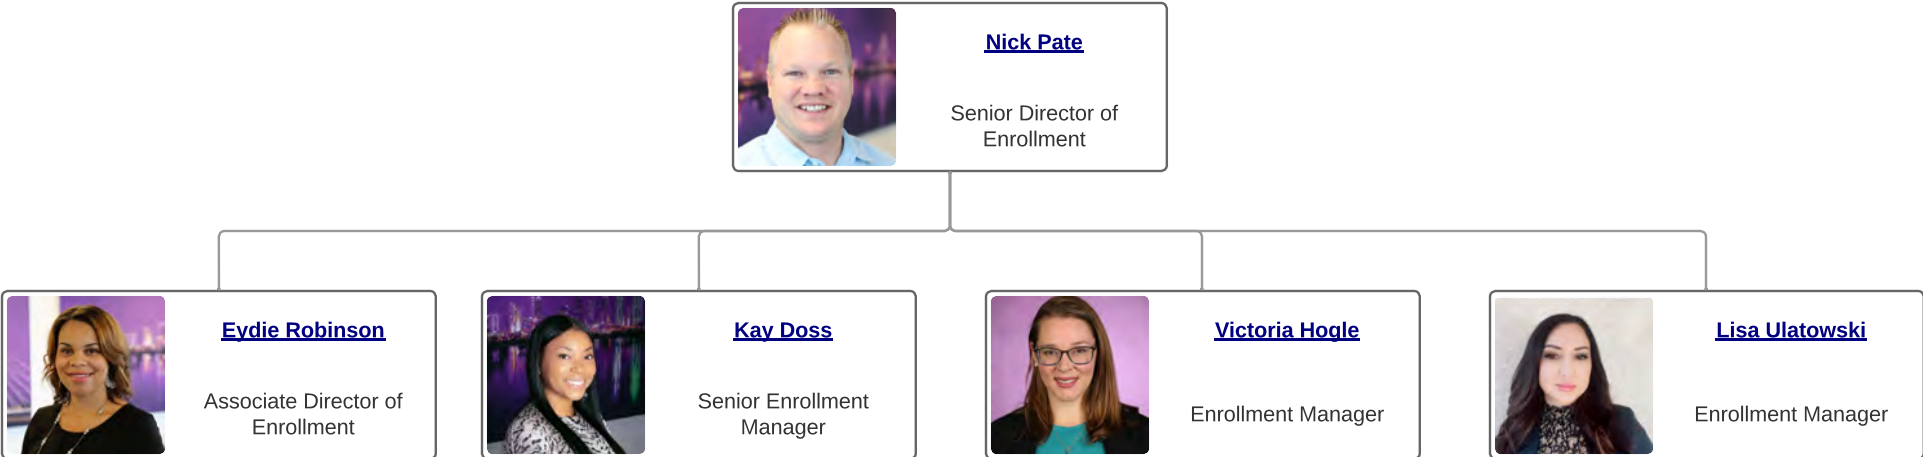 Nick Pate
Senior Director of
Enrollment
Eydie Robinson
Associate Director of
Enrollment
Kay Doss
Senior Enrollment
Manager
Victoria Hogle
Enrollment Manager
Lisa Ulatowski
Enrollment Manager